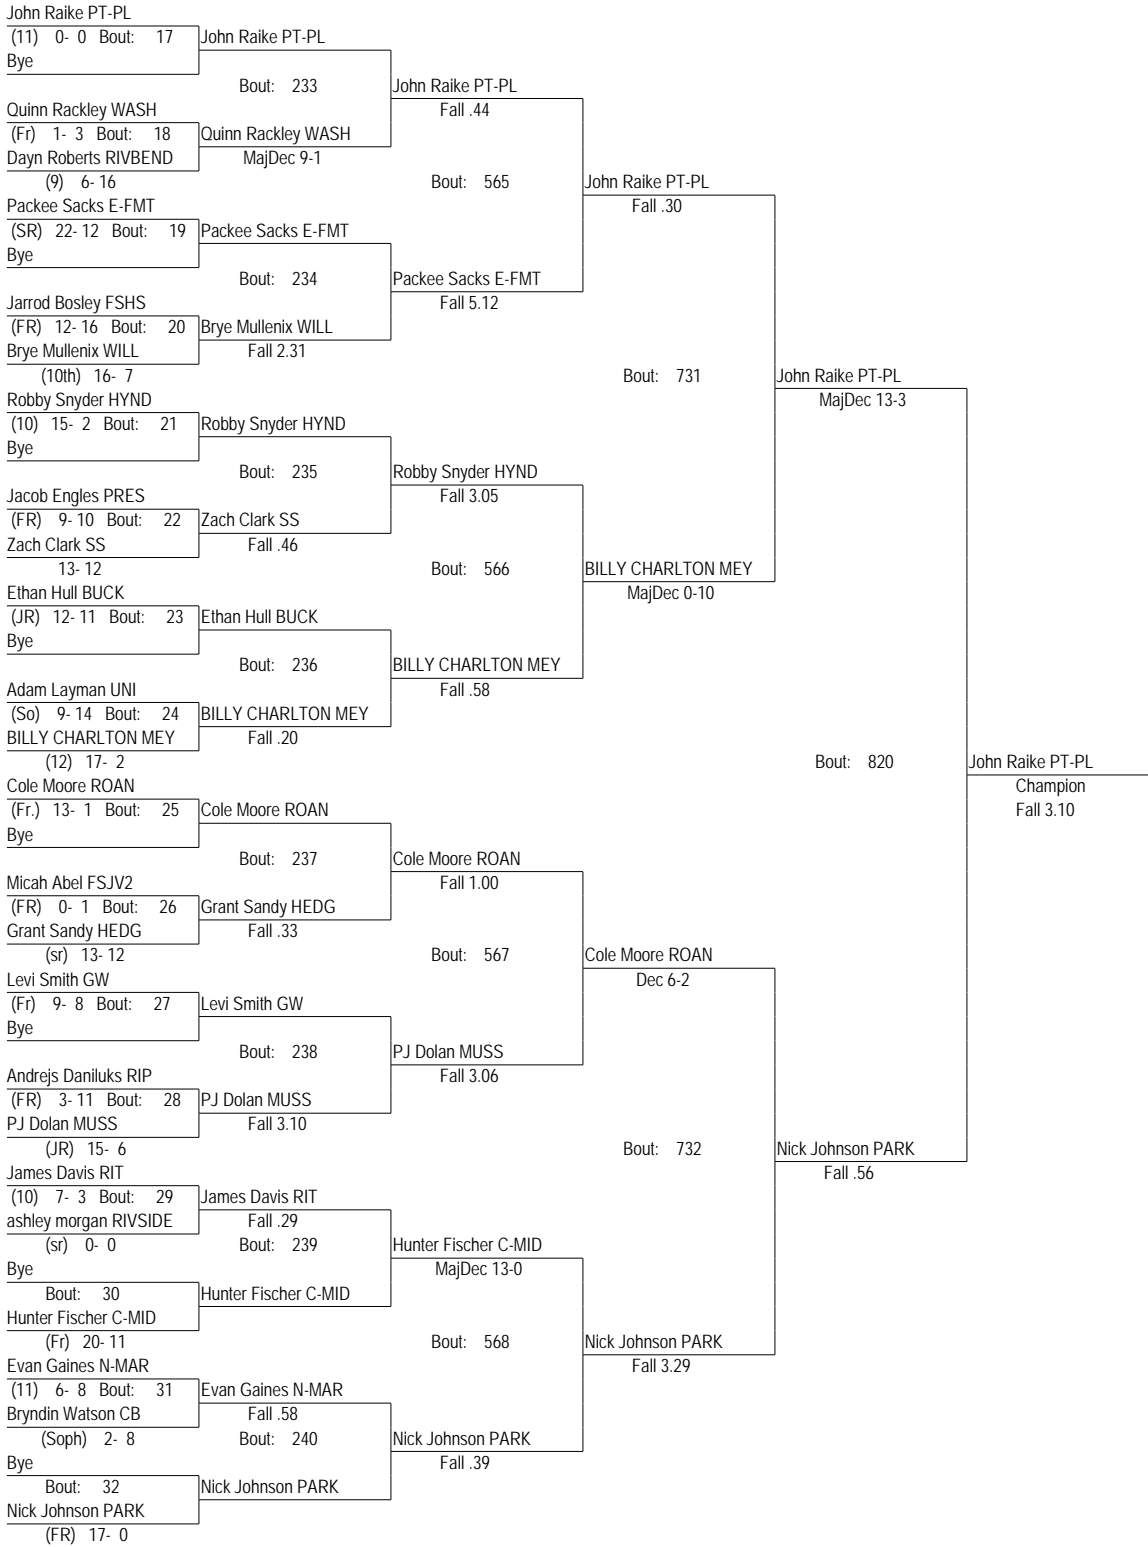 John Raike PT-PL
(11) 0- 0 Bout: 17
Bye
John Raike PT-PL
Bout: 233
John Raike PT-PL
Fall .44
Quinn Rackley WASH
(Fr) 1- 3 Bout: 18
Dayn Roberts RIVBEND
(9) 6-16
Quinn Rackley WASH
MajDec 9-1
Bout: 565
John Raike PT-PL
Fall .30
Packee Sacks E-FMT
(SR) 22- 12 Bout: 19
Bye
Packee Sacks E-FMT
Bout: 234
Packee Sacks E-FMT
Fall 5.12
Jarrod Bosley FSHS
(FR) 12- 16 Bout: 20
Brye Mullenix WILL
(10th) 16- 7
Brye Mullenix WILL
Fall 2.31
Bout: 731
John Raike PT-PL
MajDec 13-3
Robby Snyder HYND
(10) 15- 2 Bout: 21
Bye
Robby Snyder HYND
Bout: 235
Robby Snyder HYND
Fall 3.05
Jacob Engles PRES
(FR) 9- 10 Bout: 22
Zach Clark SS
13- 12
Zach Clark SS
Fall .46
Bout: 566
BILLY CHARLTON MEY
MajDec 0-10
Ethan Hull BUCK
(JR) 12- 11 Bout: 23
Bye
Ethan Hull BUCK
Bout: 236
BILLY CHARLTON MEY
Fall .58
Adam Layman UNI
(So) 9- 14 Bout: 24
BILLY CHARLTON MEY
(12) 17- 2
BILLY CHARLTON MEY
Fall .20
Bout: 820
John Raike PT-PL
Champion
Fall 3.10
Cole Moore ROAN
(Fr.) 13- 1 Bout: 25
Bye
Cole Moore ROAN
Bout: 237
Cole Moore ROAN
Fall 1.00
Micah Abel FSJV2
(FR) 0- 1 Bout: 26
Grant Sandy HEDG
(sr) 13- 12
Grant Sandy HEDG
Fall .33
Bout: 567
Cole Moore ROAN
Dec 6-2
Levi Smith GW
(Fr) 9- 8 Bout: 27
Bye
Levi Smith GW
Bout: 238
PJ Dolan MUSS
Fall 3.06
Andrejs Daniluks RIP
(FR) 3- 11 Bout: 28
PJ Dolan MUSS
(JR) 15- 6
PJ Dolan MUSS
Fall 3.10
Bout: 732
Nick Johnson PARK
Fall .56
James Davis RIT
(10) 7- 3 Bout: 29
ashley morgan RIVSIDE
(sr) 0- 0
James Davis RIT
Fall .29
Bout: 239
Hunter Fischer C-MID
MajDec 13-0
Bye
Bout: 30
Hunter Fischer C-MID
(Fr) 20- 11
Hunter Fischer C-MID
Bout: 568
Nick Johnson PARK
Fall 3.29
Evan Gaines N-MAR
(11) 6- 8 Bout: 31
Bryndin Watson CB
(Soph) 2- 8
Evan Gaines N-MAR
Fall .58
Bout: 240
Nick Johnson PARK
Fall .39
Bye
Bout: 32
Nick Johnson PARK
(FR) 17- 0
Nick Johnson PARK